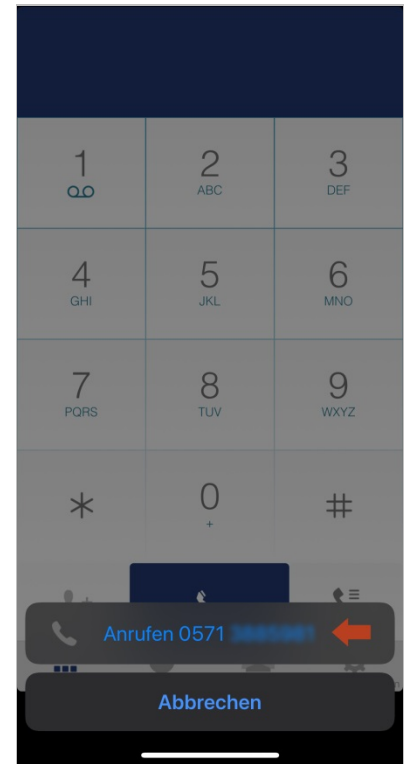 1 2 3
ABC DEF
4 5 6
GHI JKL MNO
7 8 9
PQRS TUV WXYZ
* 0 #
+
Anrufen 0571
Abbrechen